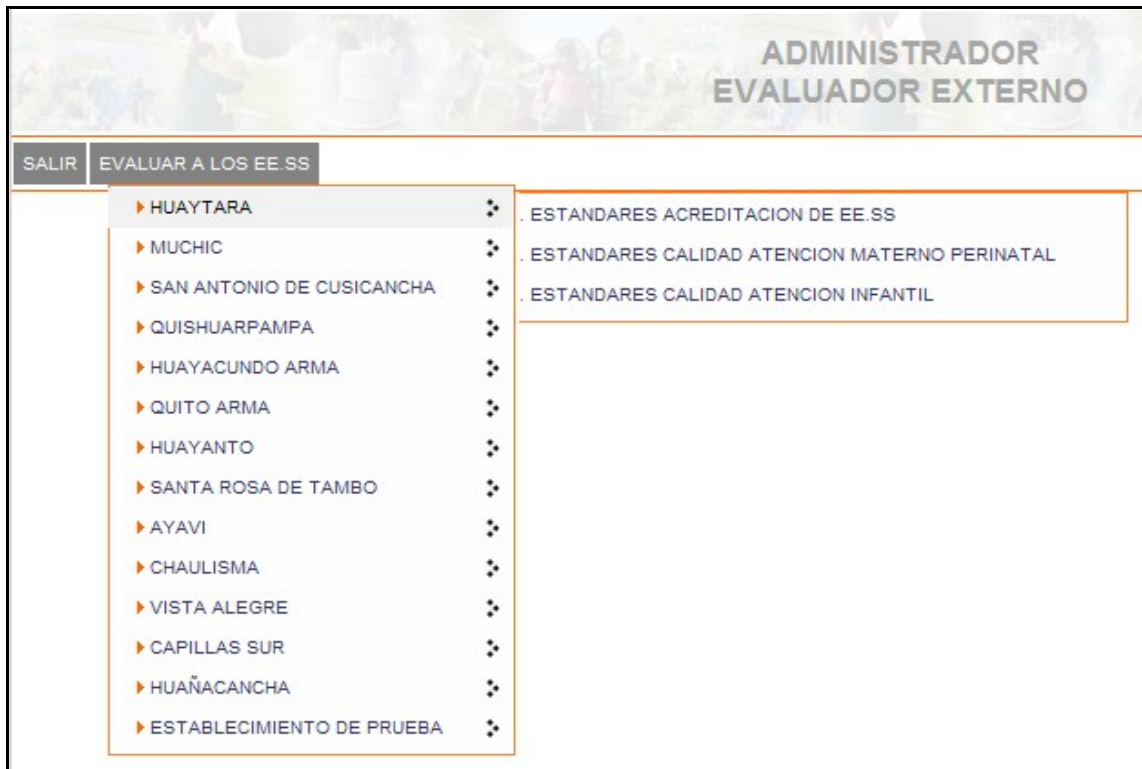 ADMINISTRADOR
EVALUADOR EXTERNO
SALIR
EVALUAR A LOS EE.SS
HUAYTARA
MUCHIC
SAN ANTONIO DE CUSICANCHA
QUISHUARPAMPA
HUAYACUNDO ARMA
QUITO ARMA
HUAYANTO
SANTA ROSA DE TAMBO
AYAVI
CHAULISMA
VISTA ALEGRE
CAPILLAS SUR
HUAÑACANCHA
ESTABLECIMIENTO DE PRUEBA
. ESTANDARES ACREDITACION DE EE.SS
. ESTANDARES CALIDAD ATENCION MATERNO PERINATAL
. ESTANDARES CALIDAD ATENCION INFANTIL